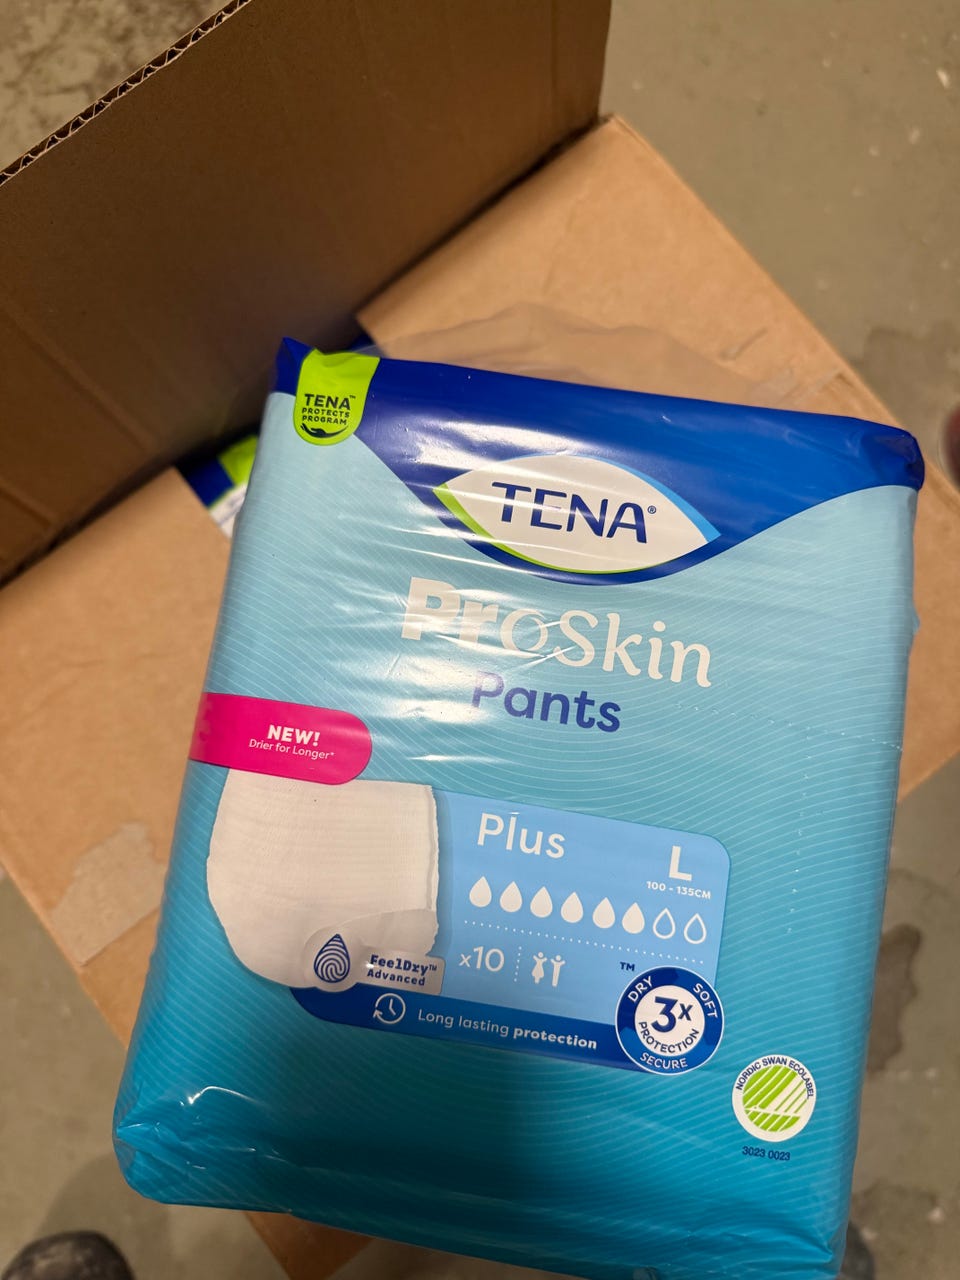 TENA™
PROTECTS
PROGRAM
TENA®
ProSkin
Pants
NEW!
Drier for Longer*
Plus
L
100 - 135CM
x10
FeelDry™
Advanced
Long lasting protection
™
DRY SOFT
3x
PROTECTION
SECURE
NORDIC SWAN ECOLABEL
3023 0023